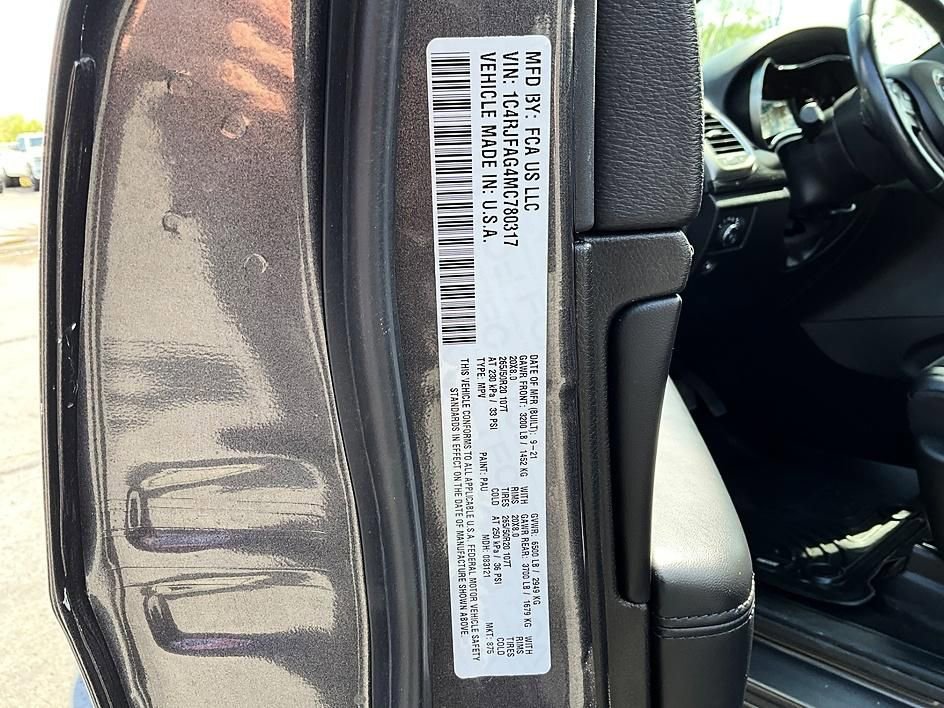 MFD BY: FCA US LLC
VIN: 1C4RJFAG4MC780317
VEHICLE MADE IN: U.S.A.
DATE OF MFR (BUILT): 9-21 GVWR: 6500 LB / 2949 KG
GAWR FRONT: 3200 LB / 1452 KG WITH GAWR REAR: 3700 LB / 1679 KG WITH
20X8.0 RIMS 20X8.0 RIMS
265/50R20 107T TIRES 265/50R20 107T TIRES
AT 230 kPa / 33 PSI COLD AT 250 kPa / 36 PSI COLD
TYPE: MPV PAINT: PAU MDH: 083121 MKT: 875
THIS VEHICLE CONFORMS TO ALL APPLICABLE U.S.A. FEDERAL MOTOR VEHICLE SAFETY
STANDARDS IN EFFECT ON THE DATE OF MANUFACTURE SHOWN ABOVE.